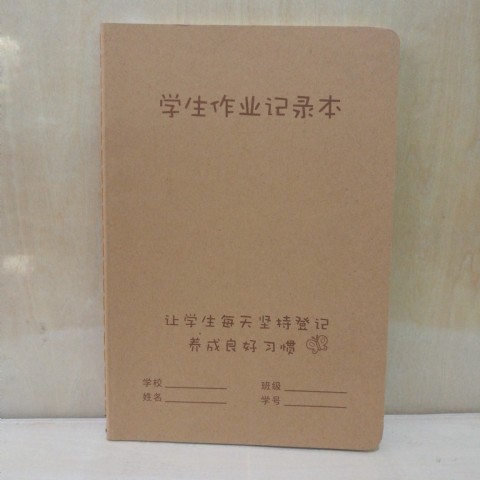 学生作业记录本
让学生每天坚持登记
养成良好习惯
学校 班级
姓名 学号